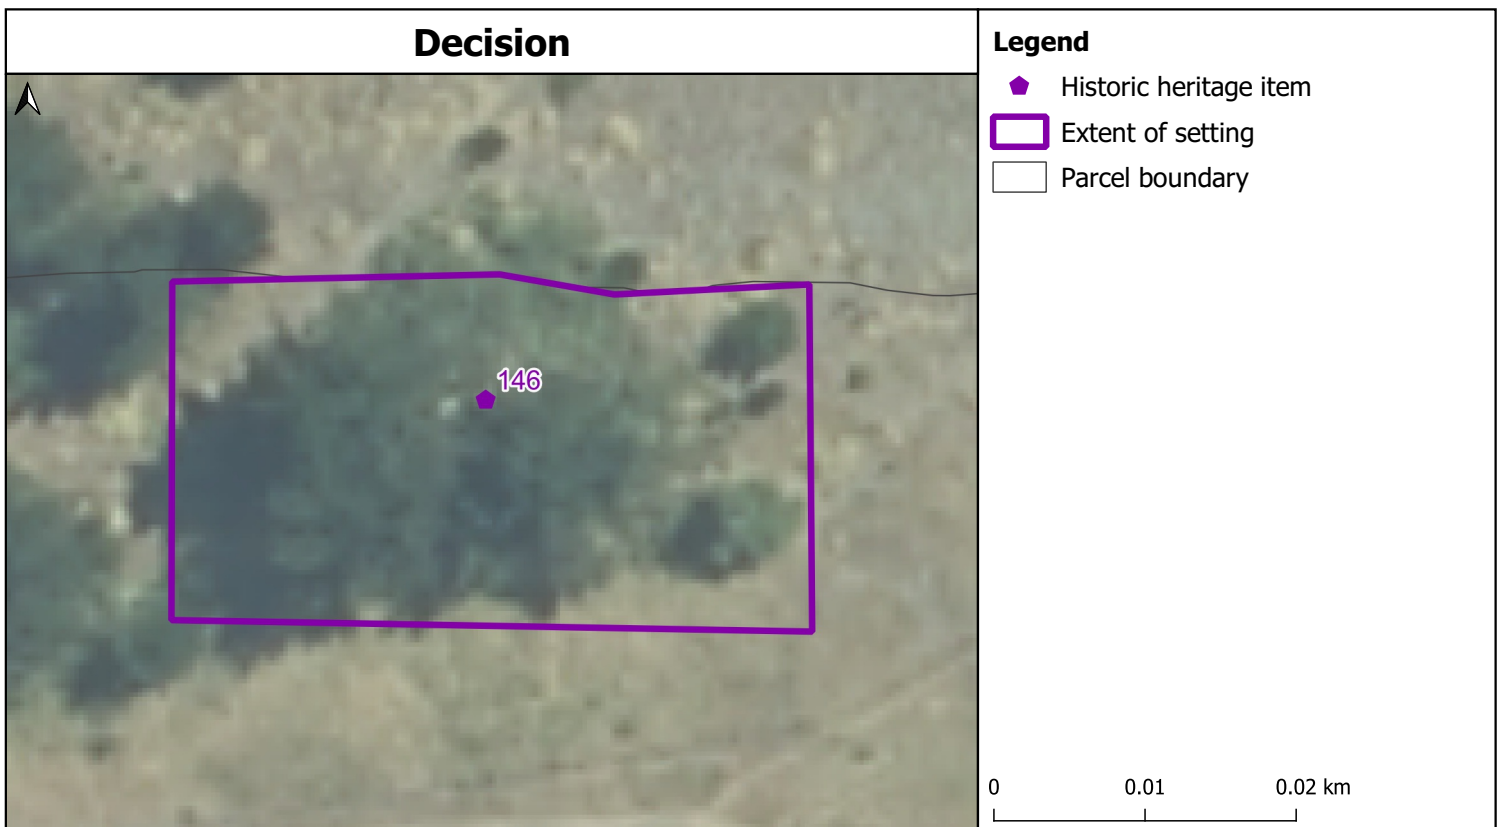 Decision
146
Legend
Historic heritage item
Extent of setting
Parcel boundary
0 0.01 0.02 km